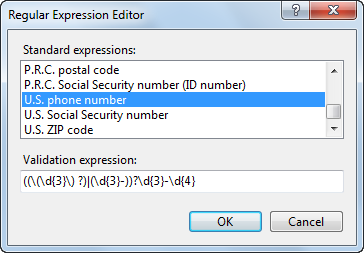 Regular Expression Editor
Standard expressions:
P.R.C. postal code
P.R.C. Social Security number (ID number)
U.S. phone number
U.S. Social Security number
U.S. ZIP code
Validation expression:
((\(\d{3}\) ?)|(\d{3}-))?\d{3}-\d{4}
OK Cancel